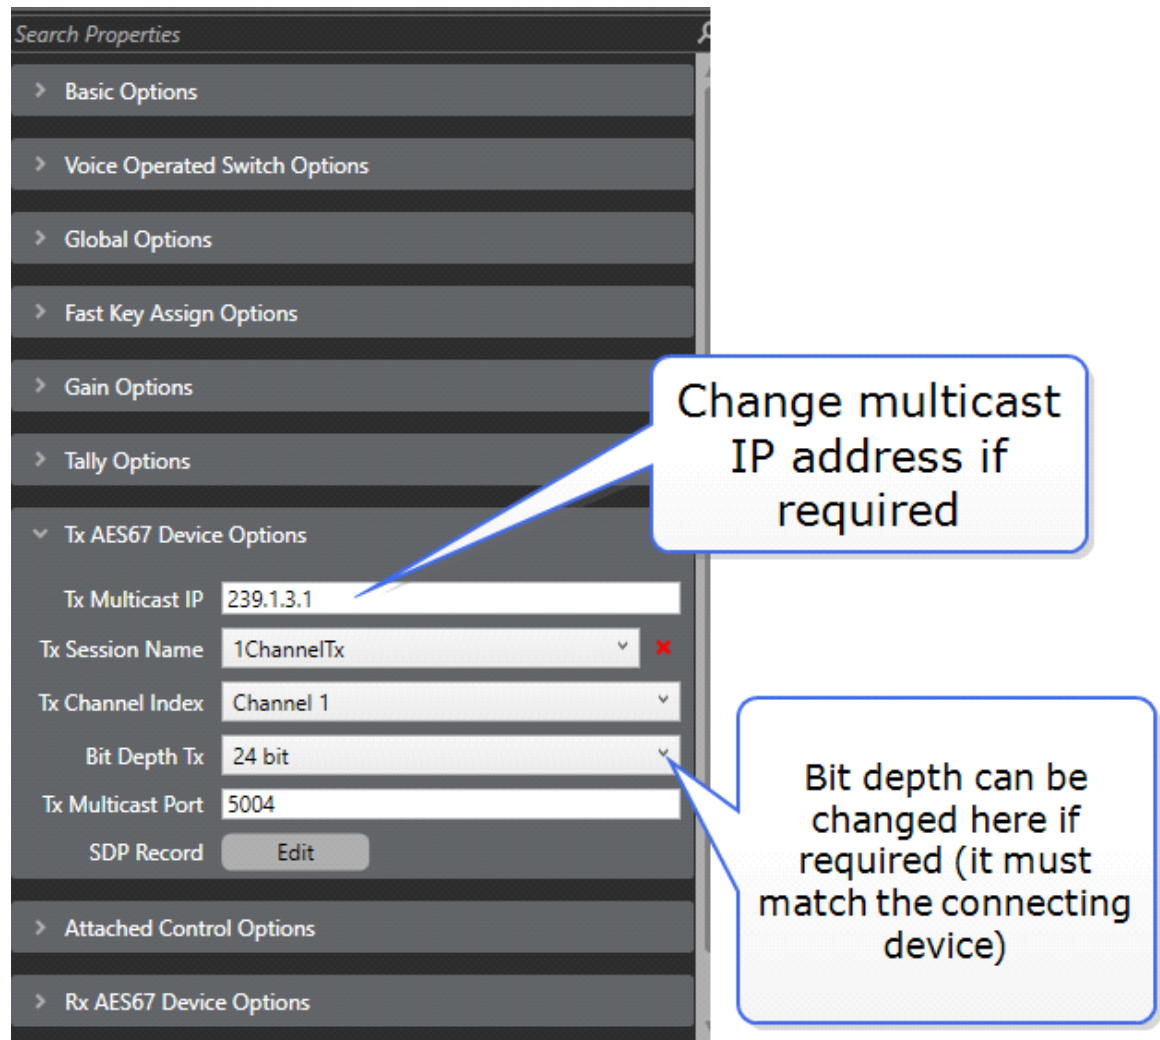 Search Properties
Basic Options
Voice Operated Switch Options
Global Options
Fast Key Assign Options
Gain Options
Tally Options
Tx AES67 Device Options
Tx Multicast IP 239.1.3.1
Tx Session Name 1ChannelTx
Tx Channel Index Channel 1
Bit Depth Tx 24 bit
Tx Multicast Port 5004
SDP Record Edit
Attached Control Options
Rx AES67 Device Options
Change multicast
IP address if
required
Bit depth can be
changed here if
required (it must
match the connecting
device)